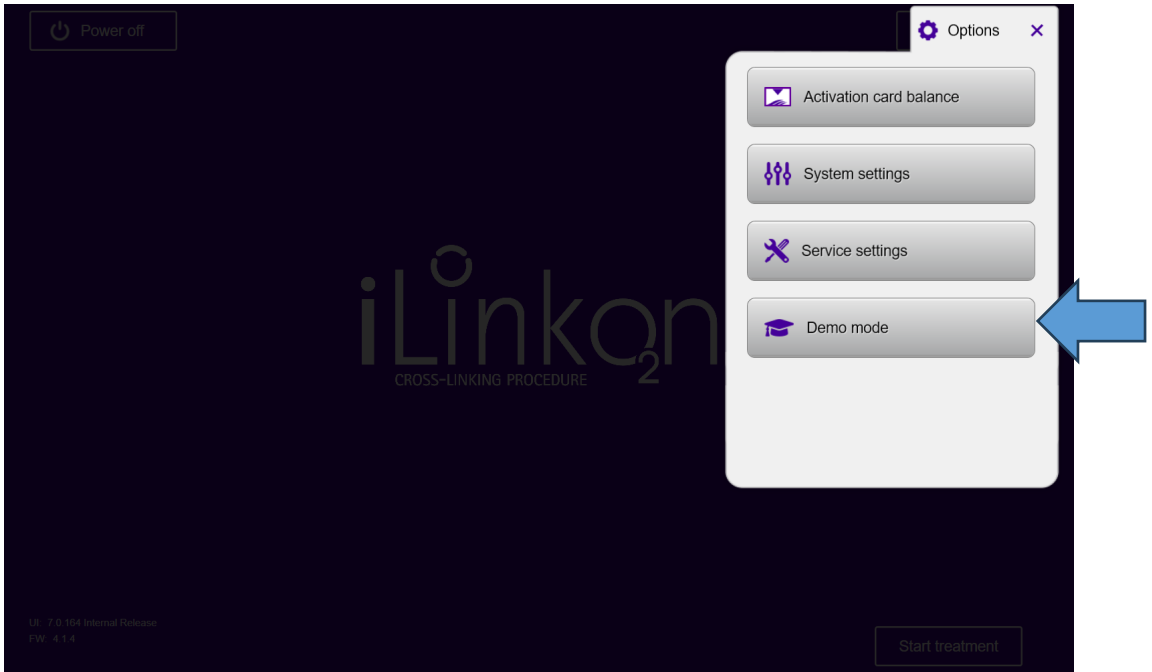 Power off
Options
Activation card balance
System settings
Service settings
Demo mode
iLinkon
2
CROSS-LINKING PROCEDURE
UI 7.0.164 Internal Release
FW 4.1.4
Start treatment